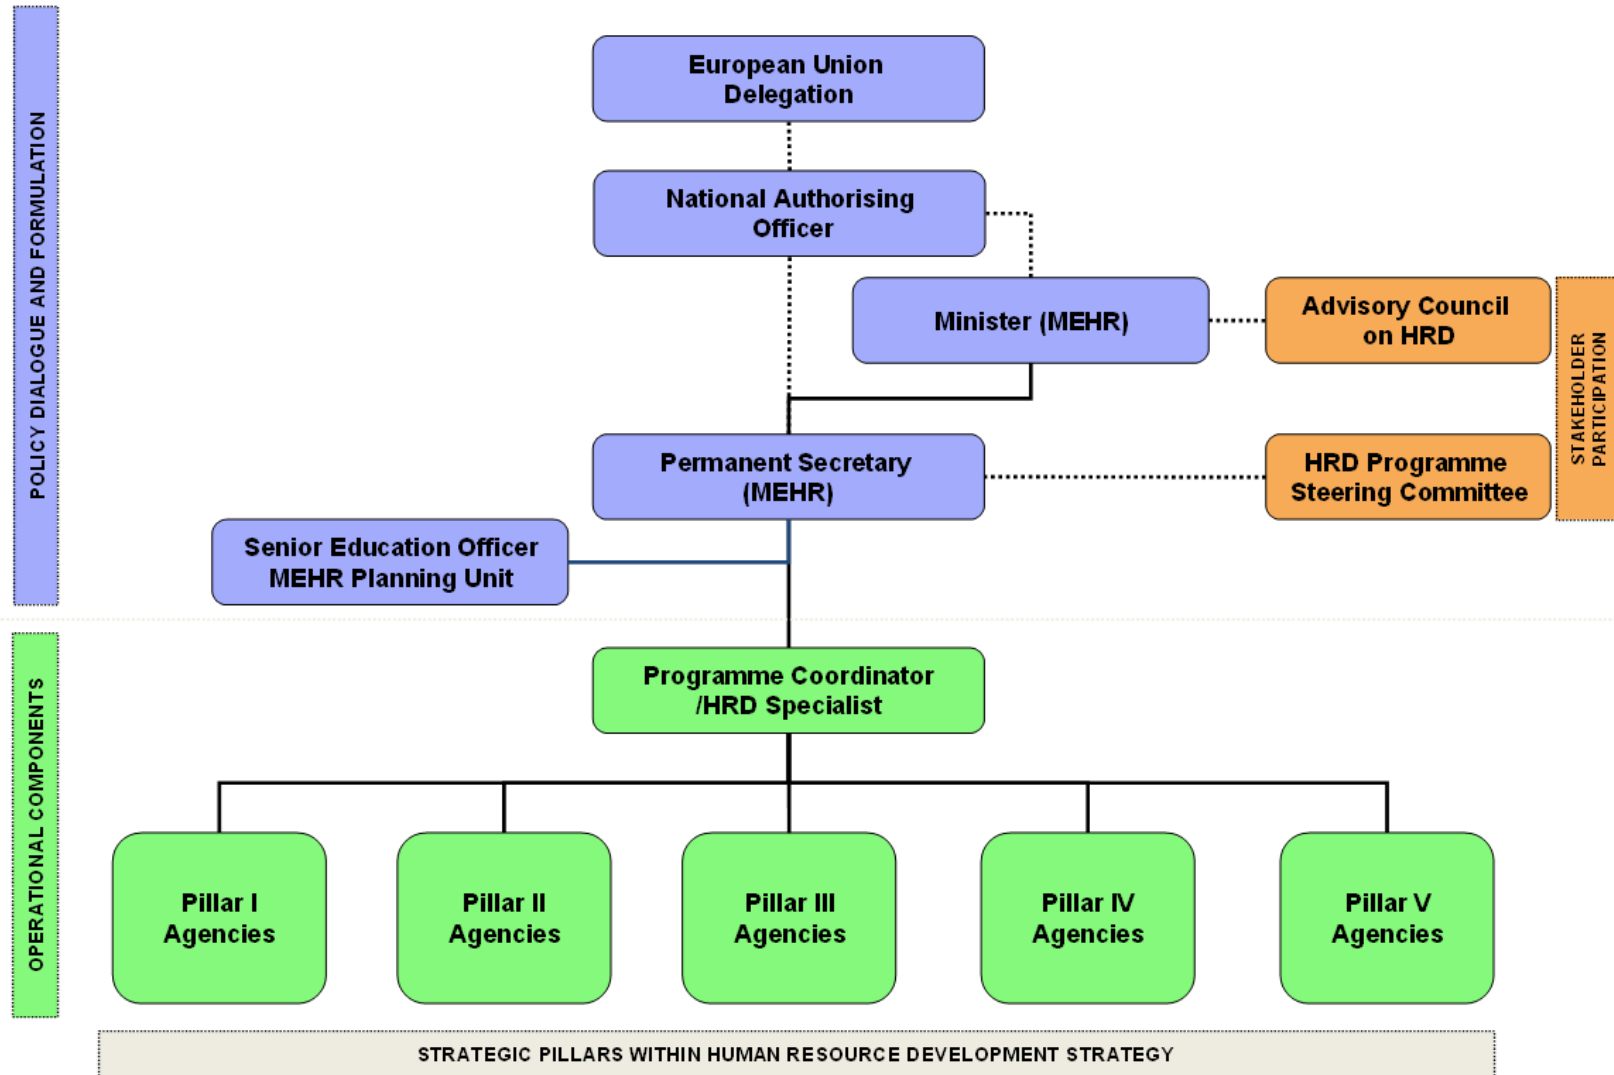 POLICY DIALOGUE AND FORMULATION
European Union
Delegation
National Authorising
Officer
Minister (MEHR)
Advisory Council
on HRD
STAKEHOLDER
PARTICIPATION
Permanent Secretary
(MEHR)
HRD Programme
Steering Committee
Senior Education Officer
MEHR Planning Unit
OPERATIONAL COMPONENTS
Programme Coordinator
/HRD Specialist
Pillar I
Agencies
Pillar II
Agencies
Pillar III
Agencies
Pillar IV
Agencies
Pillar V
Agencies
STRATEGIC PILLARS WITHIN HUMAN RESOURCE DEVELOPMENT STRATEGY